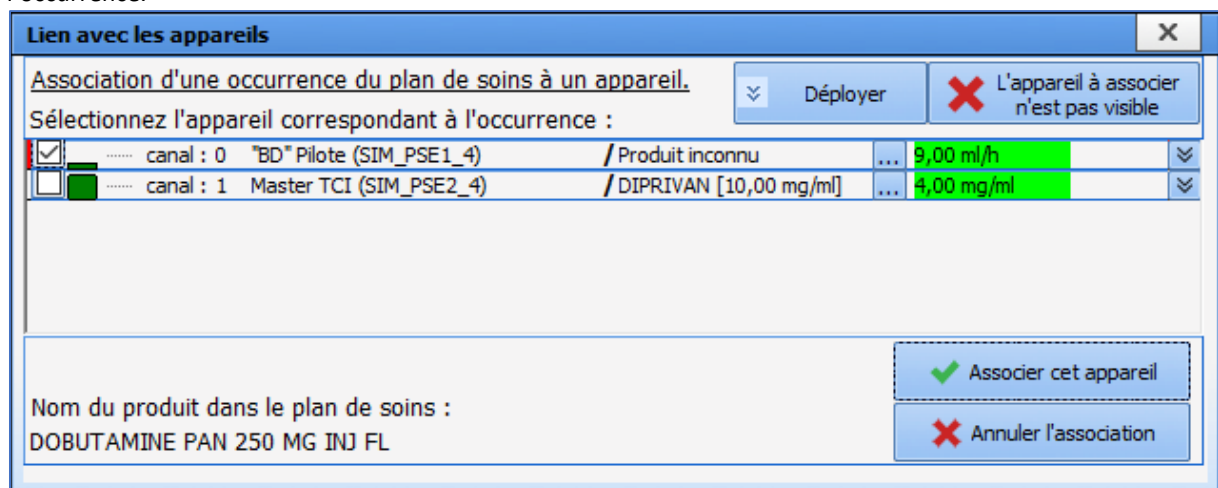 l'occurrence.
Lien avec les appareils
Association d'une occurrence du plan de soins à un appareil.
Sélectionnez l'appareil correspondant à l'occurrence :
Déployer
L'appareil à associer
n'est pas visible
canal : 0 "BD" Pilote (SIM_PSE1_4) / Produit inconnu ... 9,00 ml/h
canal : 1 Master TCI (SIM_PSE2_4) / DIPRIVAN [10,00 mg/ml] ... 4,00 mg/ml
Associer cet appareil
Nom du produit dans le plan de soins :
DOBUTAMINE PAN 250 MG INJ FL
Annuler l'association